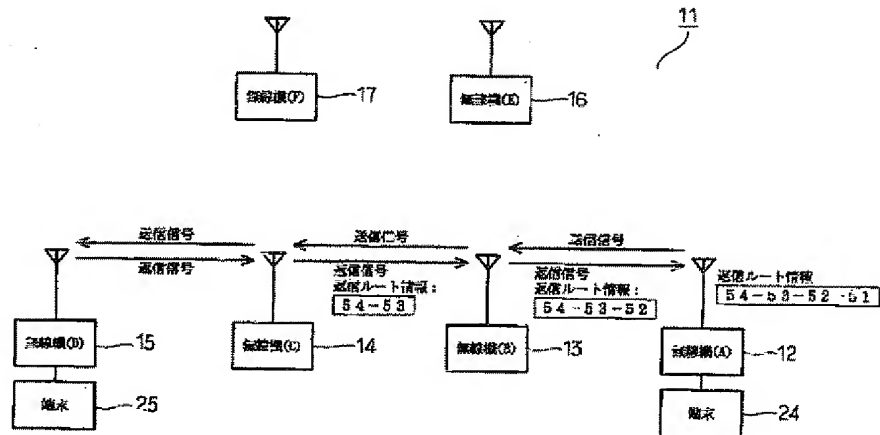 11
無線機(F)
17
無線機(E)
16
送信信号
送信信号
送信信号
返信信号
返信信号
返信ルート情報:
54-53
返信信号
返信ルート情報:
54-53-52
返信ルート情報
54-53-52-51
無線機(D)
15
無線機(C)
14
無線機(B)
13
無線機(A)
12
端末
25
端末
24